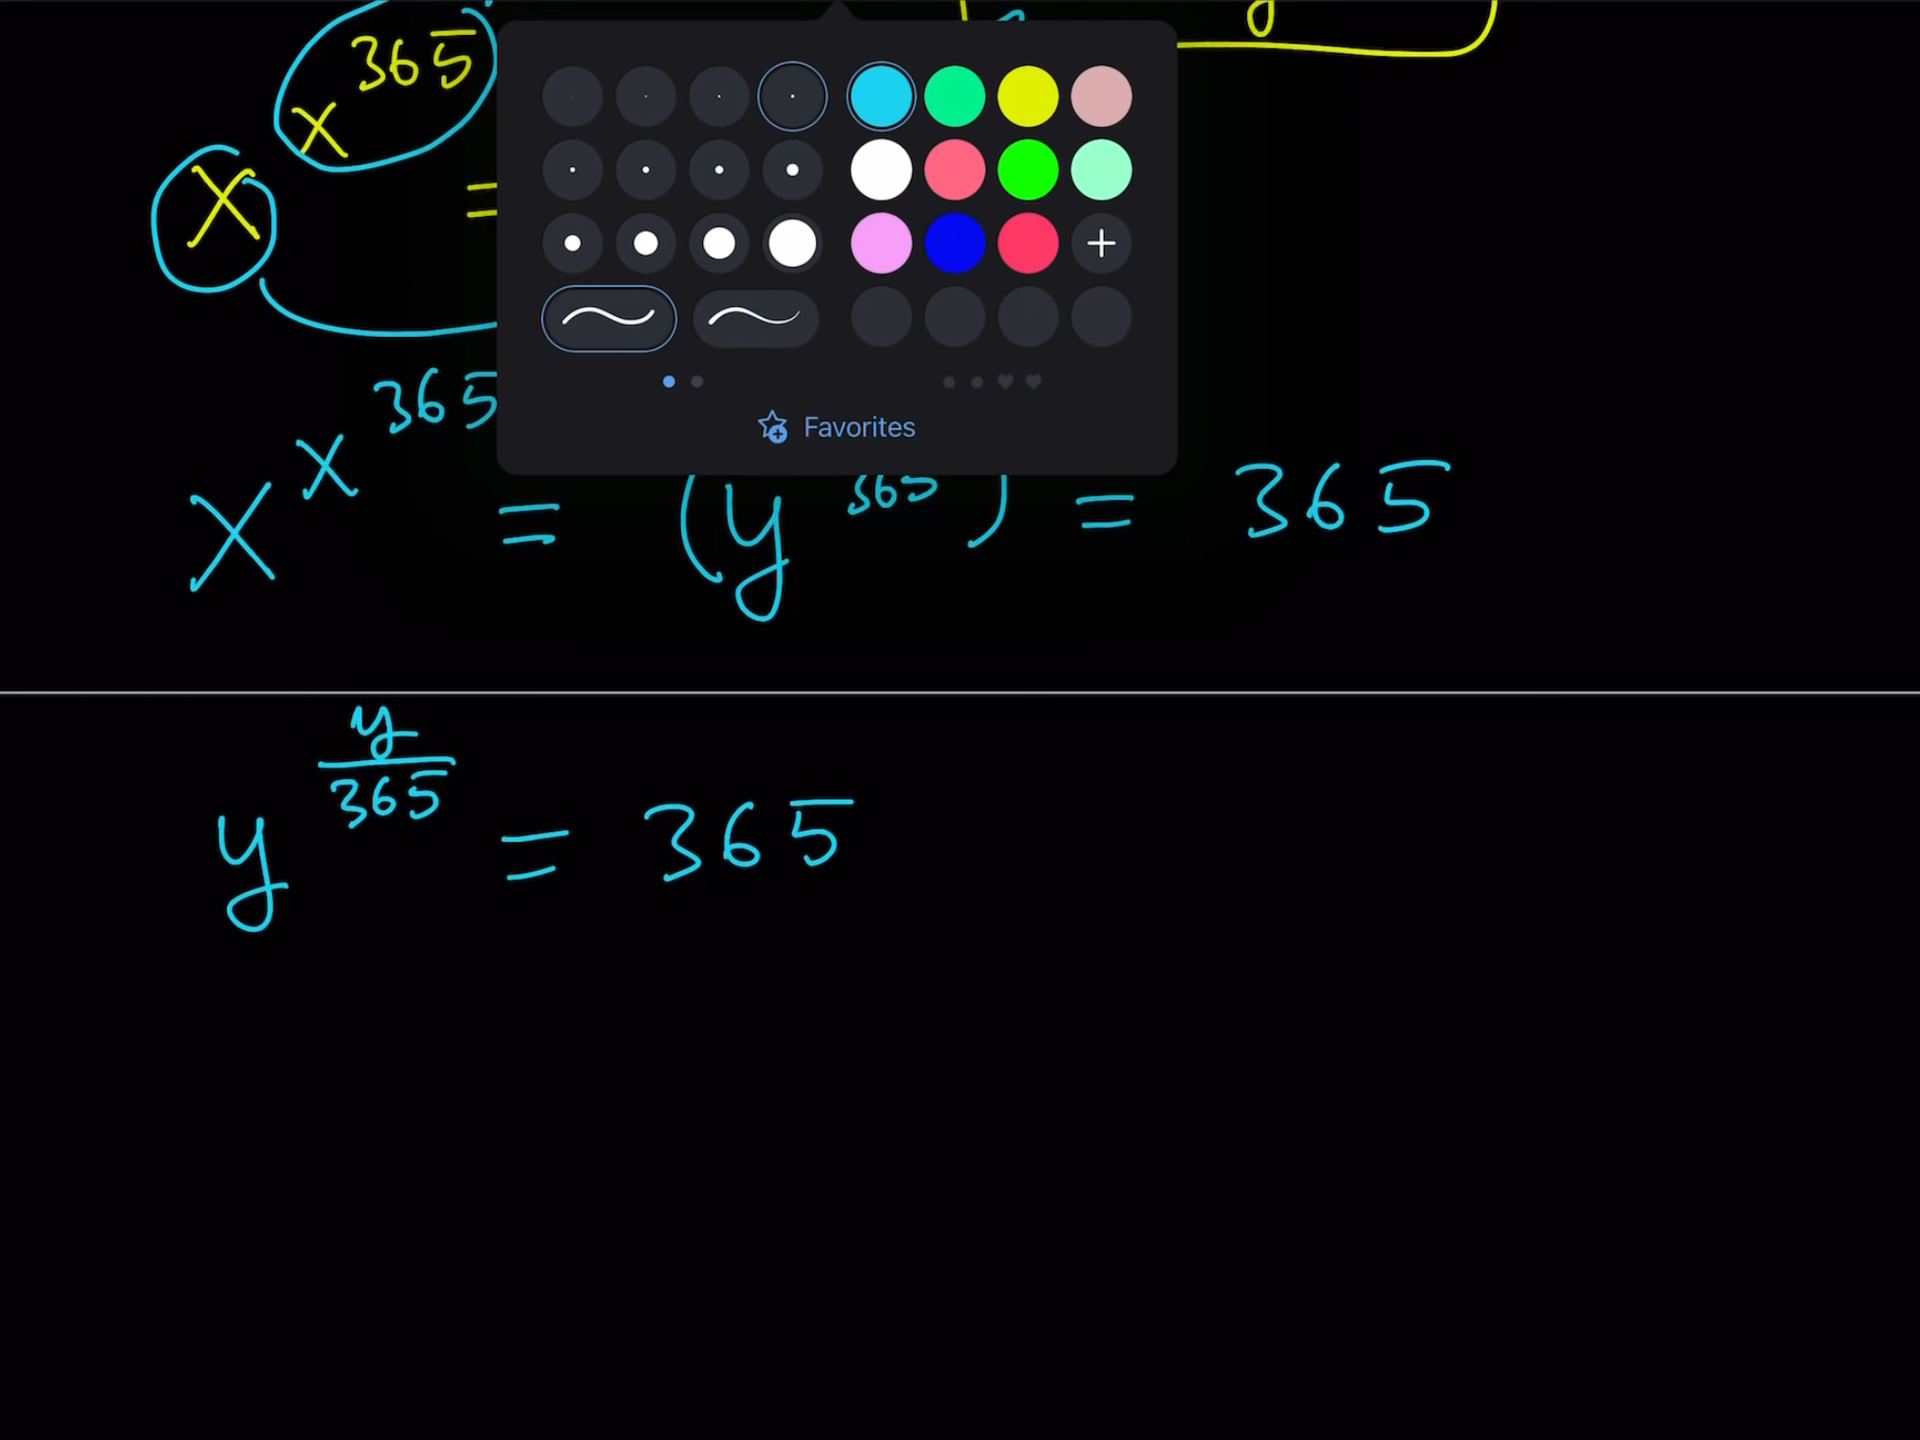 x^x^365 =
Favorites
x^x^365 = (y^365) = 365
y^(y/365) = 365